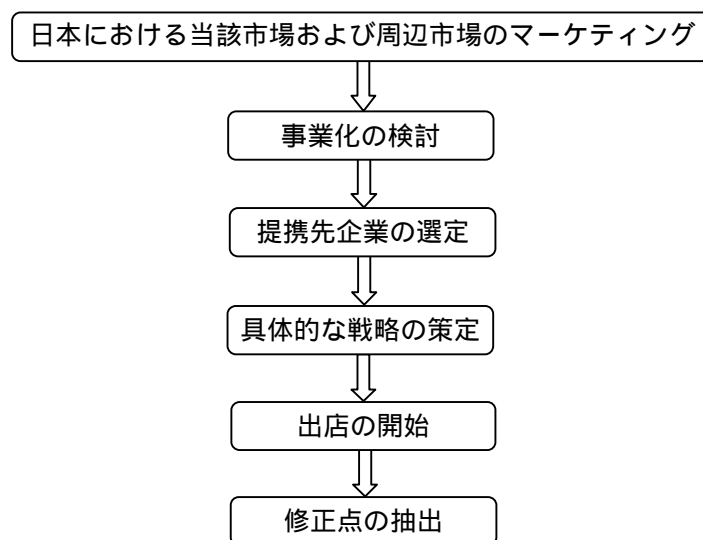 日本における当該市場および周辺市場のマーケティング
事業化の検討
提携先企業の選定
具体的な戦略の策定
出店の開始
修正点の抽出